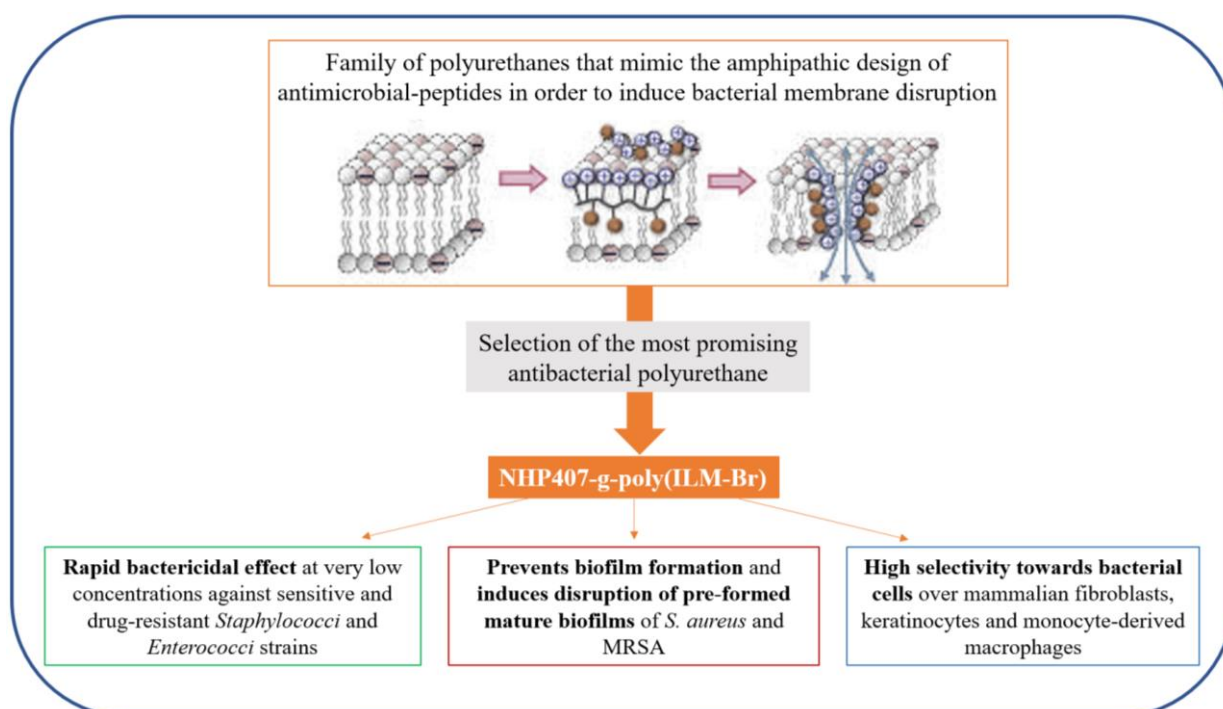 Family of polyurethanes that mimic the amphipathic design of
antimicrobial-peptides in order to induce bacterial membrane disruption
Selection of the most promising
antibacterial polyurethane
NHP407-g-poly(ILM-Br)
Rapid bactericidal effect at very low
concentrations against sensitive and
drug-resistant Staphylococci and
Enterococci strains
Prevents biofilm formation and
induces disruption of pre-formed
mature biofilms of S. aureus and
MRSA
High selectivity towards bacterial
cells over mammalian fibroblasts,
keratinocytes and monocyte-derived
macrophages